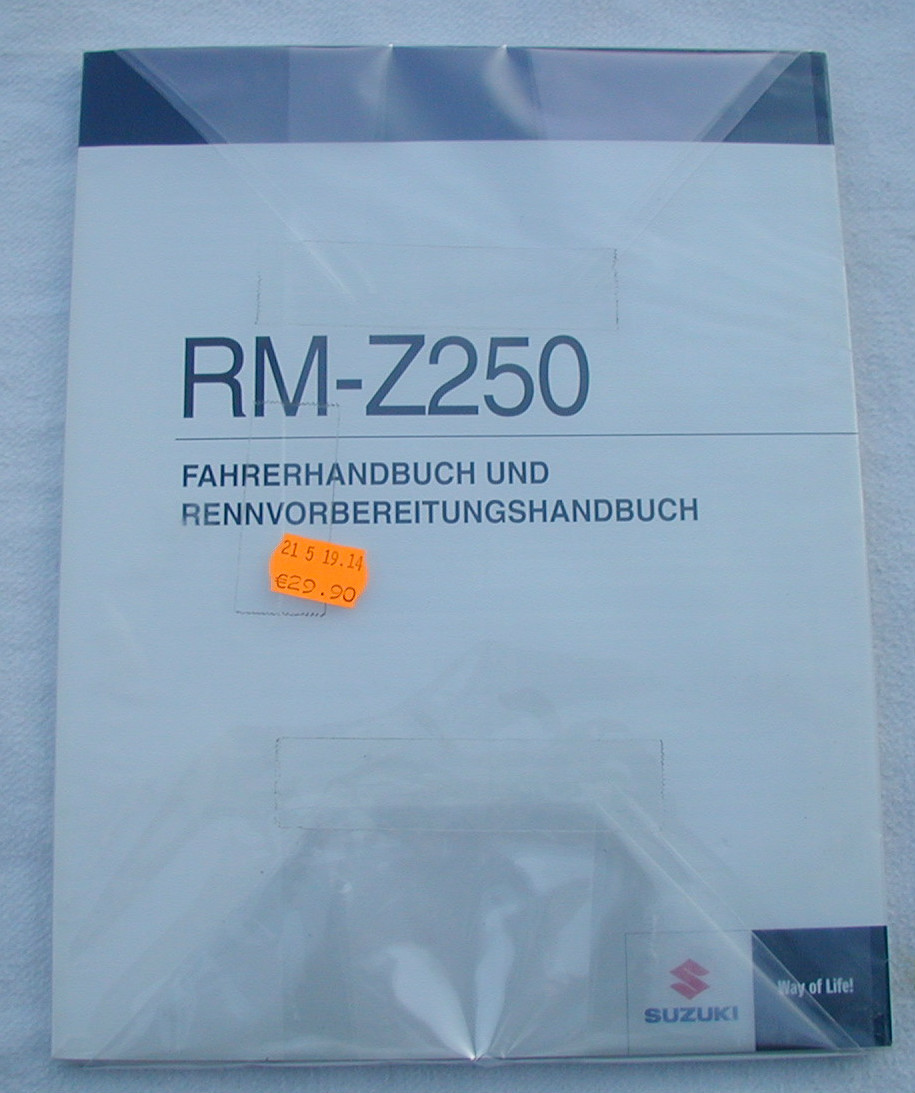 RM-Z250
FAHRERHANDBUCH UND
RENNVORBEREITUNGSHANDBUCH
21 5 19.14
€29.90
SUZUKI
Way of Life!